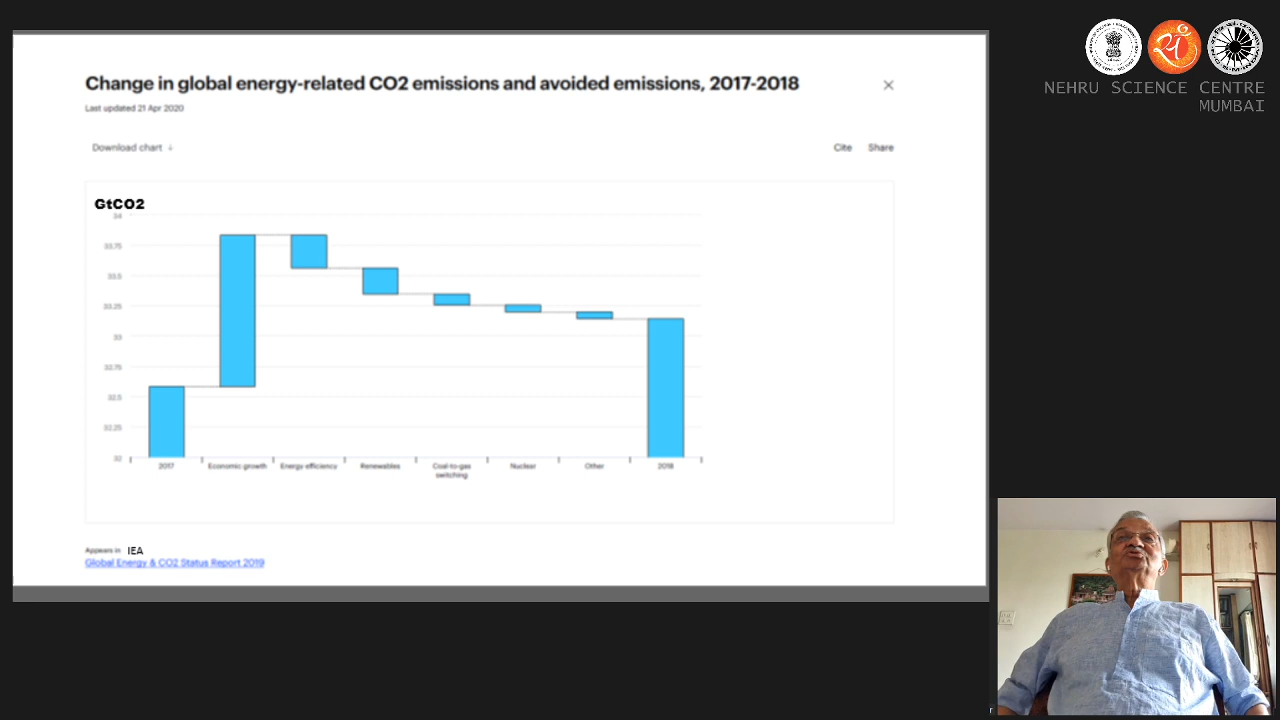 Change in global energy-related CO2 emissions and avoided emissions, 2017-2018
Last updated 21 Apr 2020
Download chart ↓
Cite Share
GtCO2
34
33.75
33.5
33.25
33
32.75
32.5
32.25
32
2017 Economic growth Energy efficiency Renewables Coal-to-gas switching Nuclear Other 2018
Appears in IEA
Global Energy & CO2 Status Report 2019
NEHRU SCIENCE CENTRE
MUMBAI